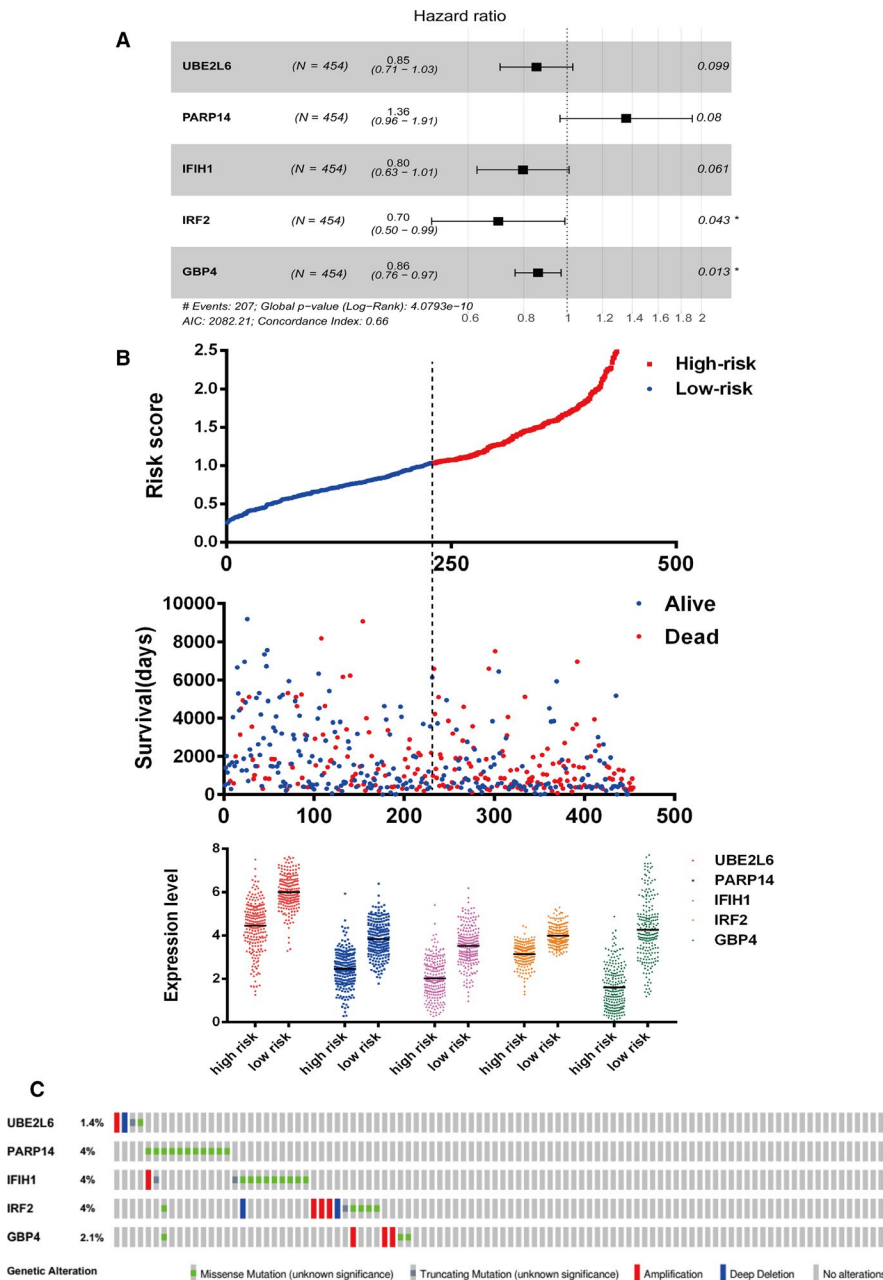 Hazard ratio
A
UBE2L6 (N = 454) 0.85 (0.71 − 1.03) 0.099
PARP14 (N = 454) 1.36 (0.96 − 1.91) 0.08
IFIH1 (N = 454) 0.80 (0.63 − 1.01) 0.061
IRF2 (N = 454) 0.70 (0.50 − 0.99) 0.043 *
GBP4 (N = 454) 0.86 (0.76 − 0.97) 0.013 *
# Events: 207; Global p−value (Log−Rank): 4.0793e−10
AIC: 2082.21; Concordance Index: 0.66
0.6 0.8 1 1.2 1.4 1.6 1.8 2
B
Risk score
2.5
2.0
1.5
1.0
0.5
0.0
0 250 500
High-risk
Low-risk
Survival(days)
10000
8000
6000
4000
2000
0
0 100 200 300 400 500
Alive
Dead
Expression level
8
6
4
2
0
high risk low risk high risk low risk high risk low risk high risk low risk high risk low risk
UBE2L6
PARP14
IFIH1
IRF2
GBP4
C
UBE2L6 1.4%
PARP14 4%
IFIH1 4%
IRF2 4%
GBP4 2.1%
Genetic Alteration Missense Mutation (unknown significance) Truncating Mutation (unknown significance) Amplification Deep Deletion No alterations